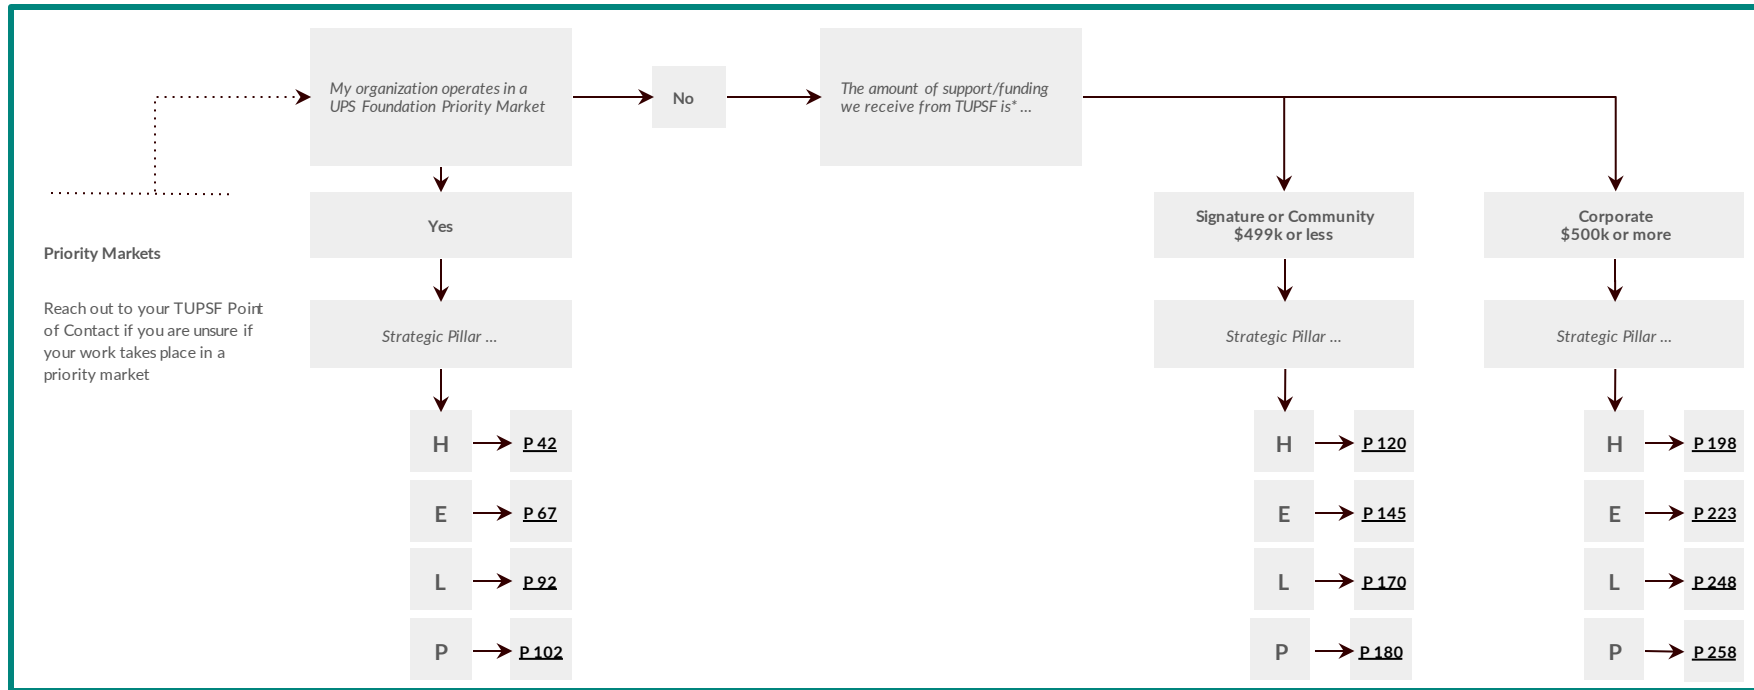 My organization operates in a
UPS Foundation Priority Market
No
The amount of support/funding
we receive from TUPSF is* ...
Priority Markets
Reach out to your TUPSF Point
of Contact if you are unsure if
your work takes place in a
priority market
Yes
Strategic Pillar ...
H
P 42
E
P 67
L
P 92
P
P 102
Signature or Community
$499k or less
Strategic Pillar ...
H
P 120
E
P 145
L
P 170
P
P 180
Corporate
$500k or more
Strategic Pillar ...
H
P 198
E
P 223
L
P 248
P
P 258